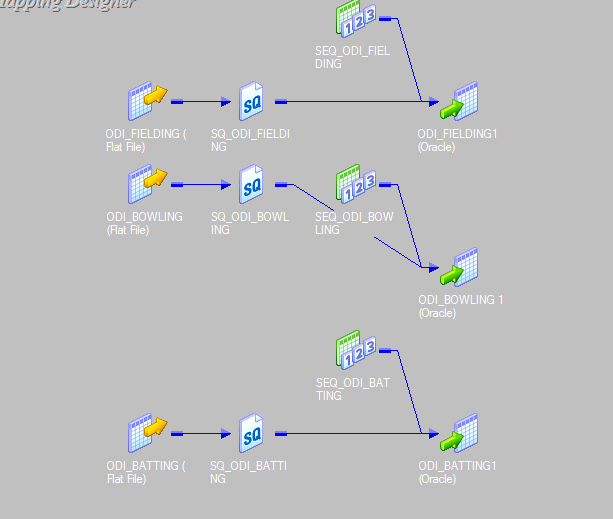 Mapping Designer
SEQ_ODI_FIEL
DING
ODI_FIELDING (
Flat File)
SQ_ODI_FIELDI
NG
ODI_FIELDING1
(Oracle)
ODI_BOWLING
(Flat File)
SQ_ODI_BOWL
ING
SEQ_ODI_BOW
LING
ODI_BOWLING 1
(Oracle)
SEQ_ODI_BAT
TING
ODI_BATTING (
Flat File)
SQ_ODI_BATTI
NG
ODI_BATTING1
(Oracle)